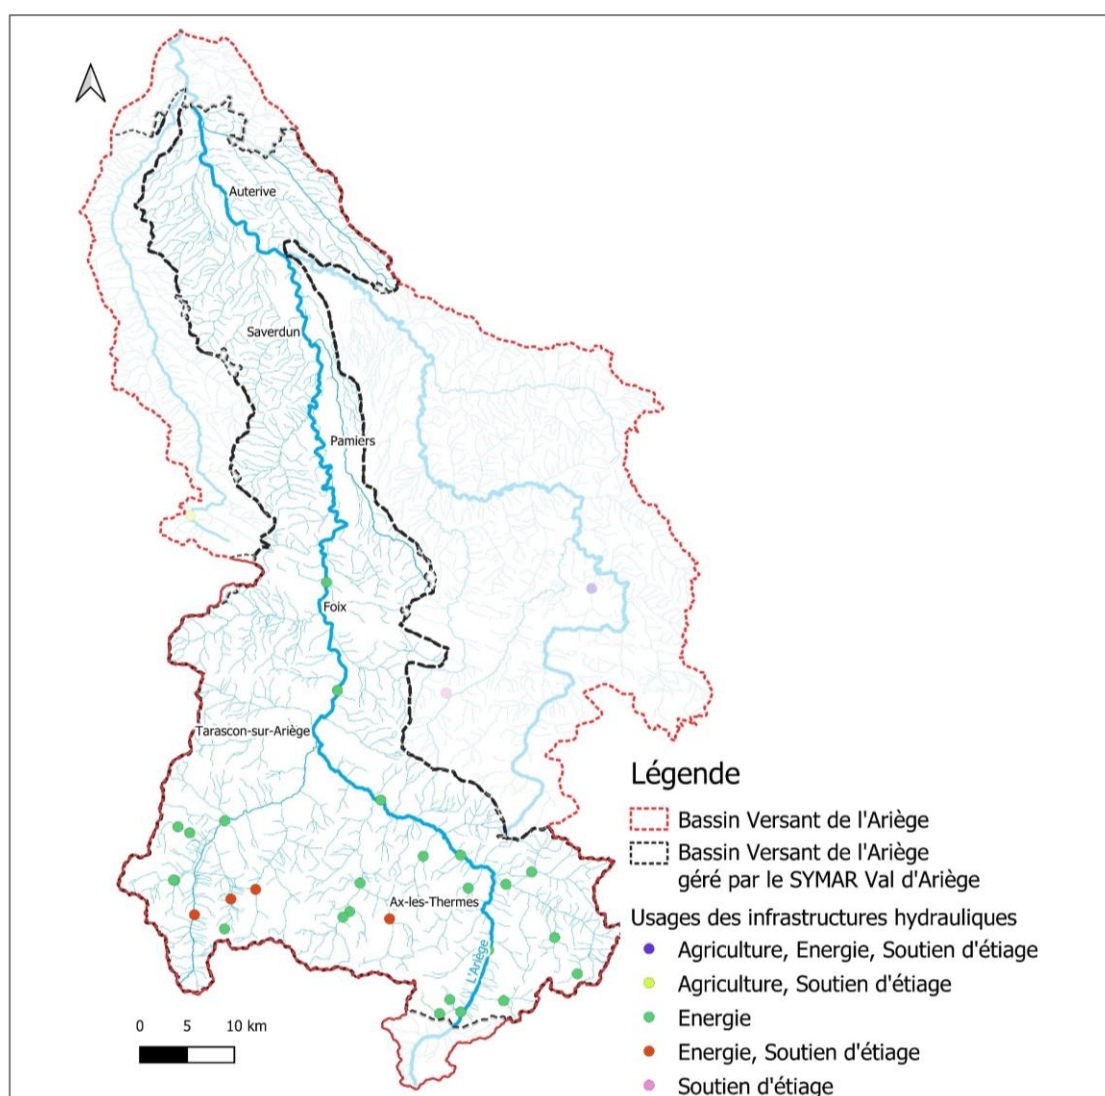 Auterive
Saverdun
Pamiers
Foix
Tarascon-sur-Ariège
Ax-les-Thermes
L'Ariège
0 5 10 km
Légende
Bassin Versant de l'Ariège
Bassin Versant de l'Ariège
géré par le SYMAR Val d'Ariège
Usages des infrastructures hydrauliques
Agriculture, Energie, Soutien d'étiage
Agriculture, Soutien d'étiage
Energie
Energie, Soutien d'étiage
Soutien d'étiage